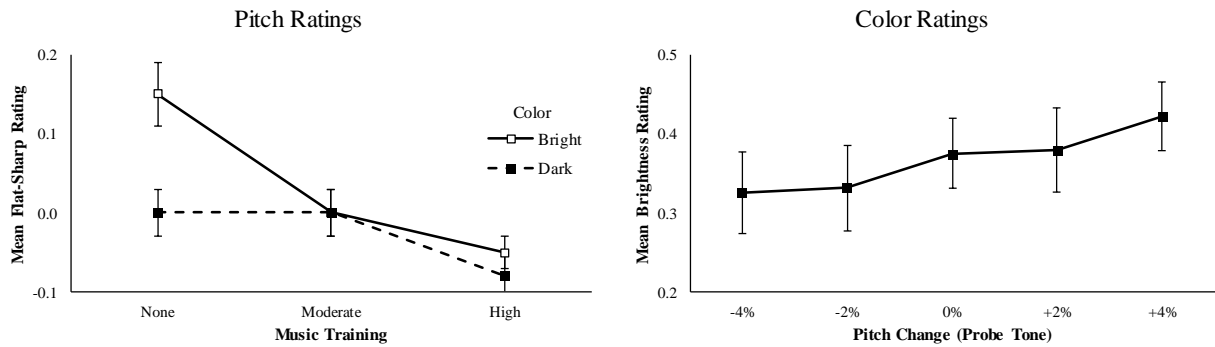 Pitch Ratings
Mean Flat-Sharp Rating
0.2
0.1
0.0
-0.1
None
Moderate
High
Music Training
Color
Bright
Dark
Color Ratings
Mean Brightness Rating
0.5
0.4
0.3
0.2
-4%
-2%
0%
+2%
+4%
Pitch Change (Probe Tone)